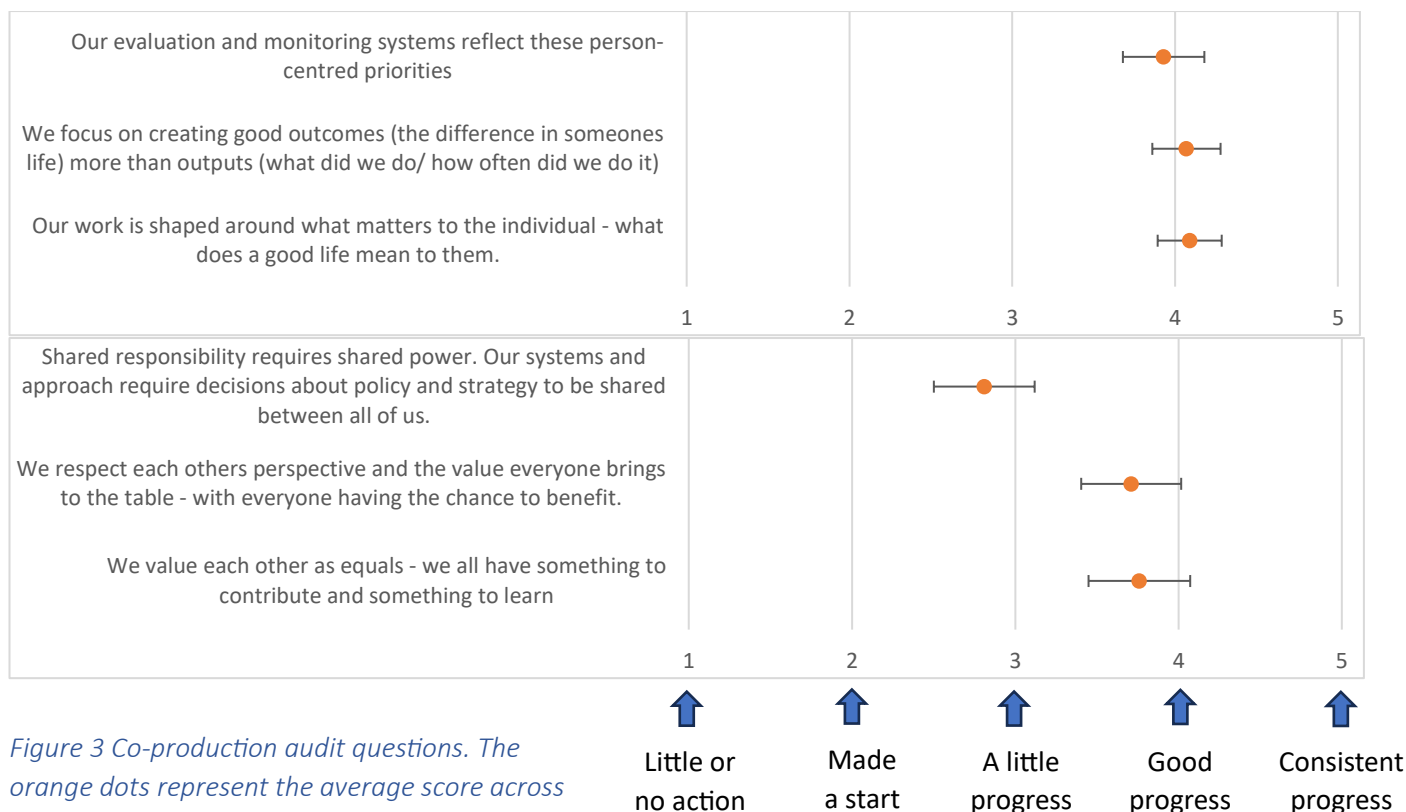 Our evaluation and monitoring systems reflect these person-
centred priorities
We focus on creating good outcomes (the difference in someones
life) more than outputs (what did we do/ how often did we do it)
Our work is shaped around what matters to the individual - what
does a good life mean to them.
1 2 3 4 5
Shared responsibility requires shared power. Our systems and
approach require decisions about policy and strategy to be shared
between all of us.
We respect each others perspective and the value everyone brings
to the table - with everyone having the chance to benefit.
We value each other as equals - we all have something to
contribute and something to learn
1 2 3 4 5
Little or
no action
Made
a start
A little
progress
Good
progress
Consistent
progress
Figure 3 Co-production audit questions. The
orange dots represent the average score across